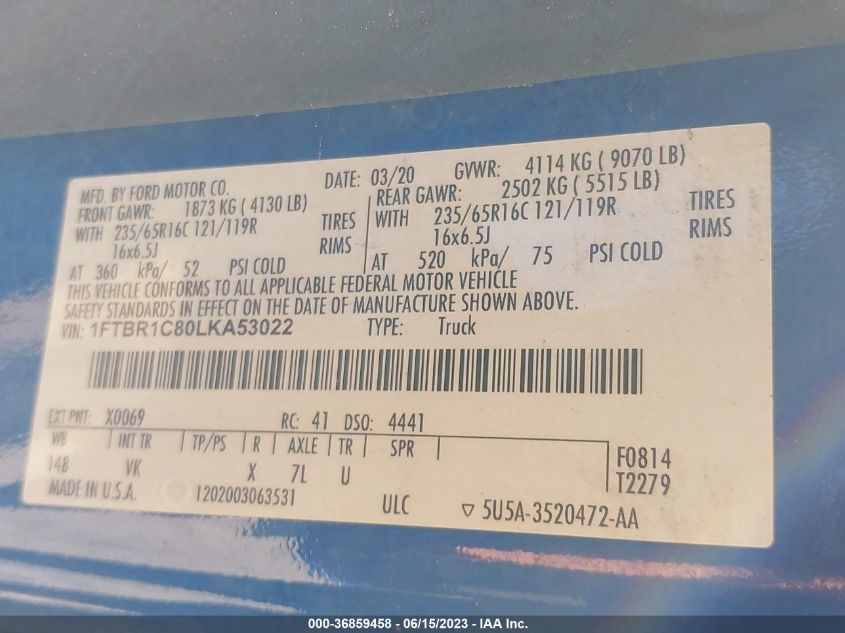 MFD. BY FORD MOTOR CO. DATE: 03/20 GVWR: 4114 KG ( 9070 LB)
FRONT GAWR: 1873 KG ( 4130 LB) REAR GAWR: 2502 KG ( 5515 LB)
WITH 235/65R16C 121/119R TIRES WITH 235/65R16C 121/119R TIRES
16x6.5J RIMS 16x6.5J RIMS
AT 360 kPa/ 52 PSI COLD AT 520 kPa/ 75 PSI COLD
THIS VEHICLE CONFORMS TO ALL APPLICABLE FEDERAL MOTOR VEHICLE
SAFETY STANDARDS IN EFFECT ON THE DATE OF MANUFACTURE SHOWN ABOVE.
VIN: 1FTBR1C80LKA53022 TYPE: Truck
EXT PNT: X0069 RC: 41 DSO: 4441
WB INT TR TP/PS R AXLE TR SPR F0814
148 VK X 7L U T2279
MADE IN U.S.A. 1202003063531 ULC ▽ 5U5A-3520472-AA
000-36859458 - 06/15/2023 - IAA Inc.